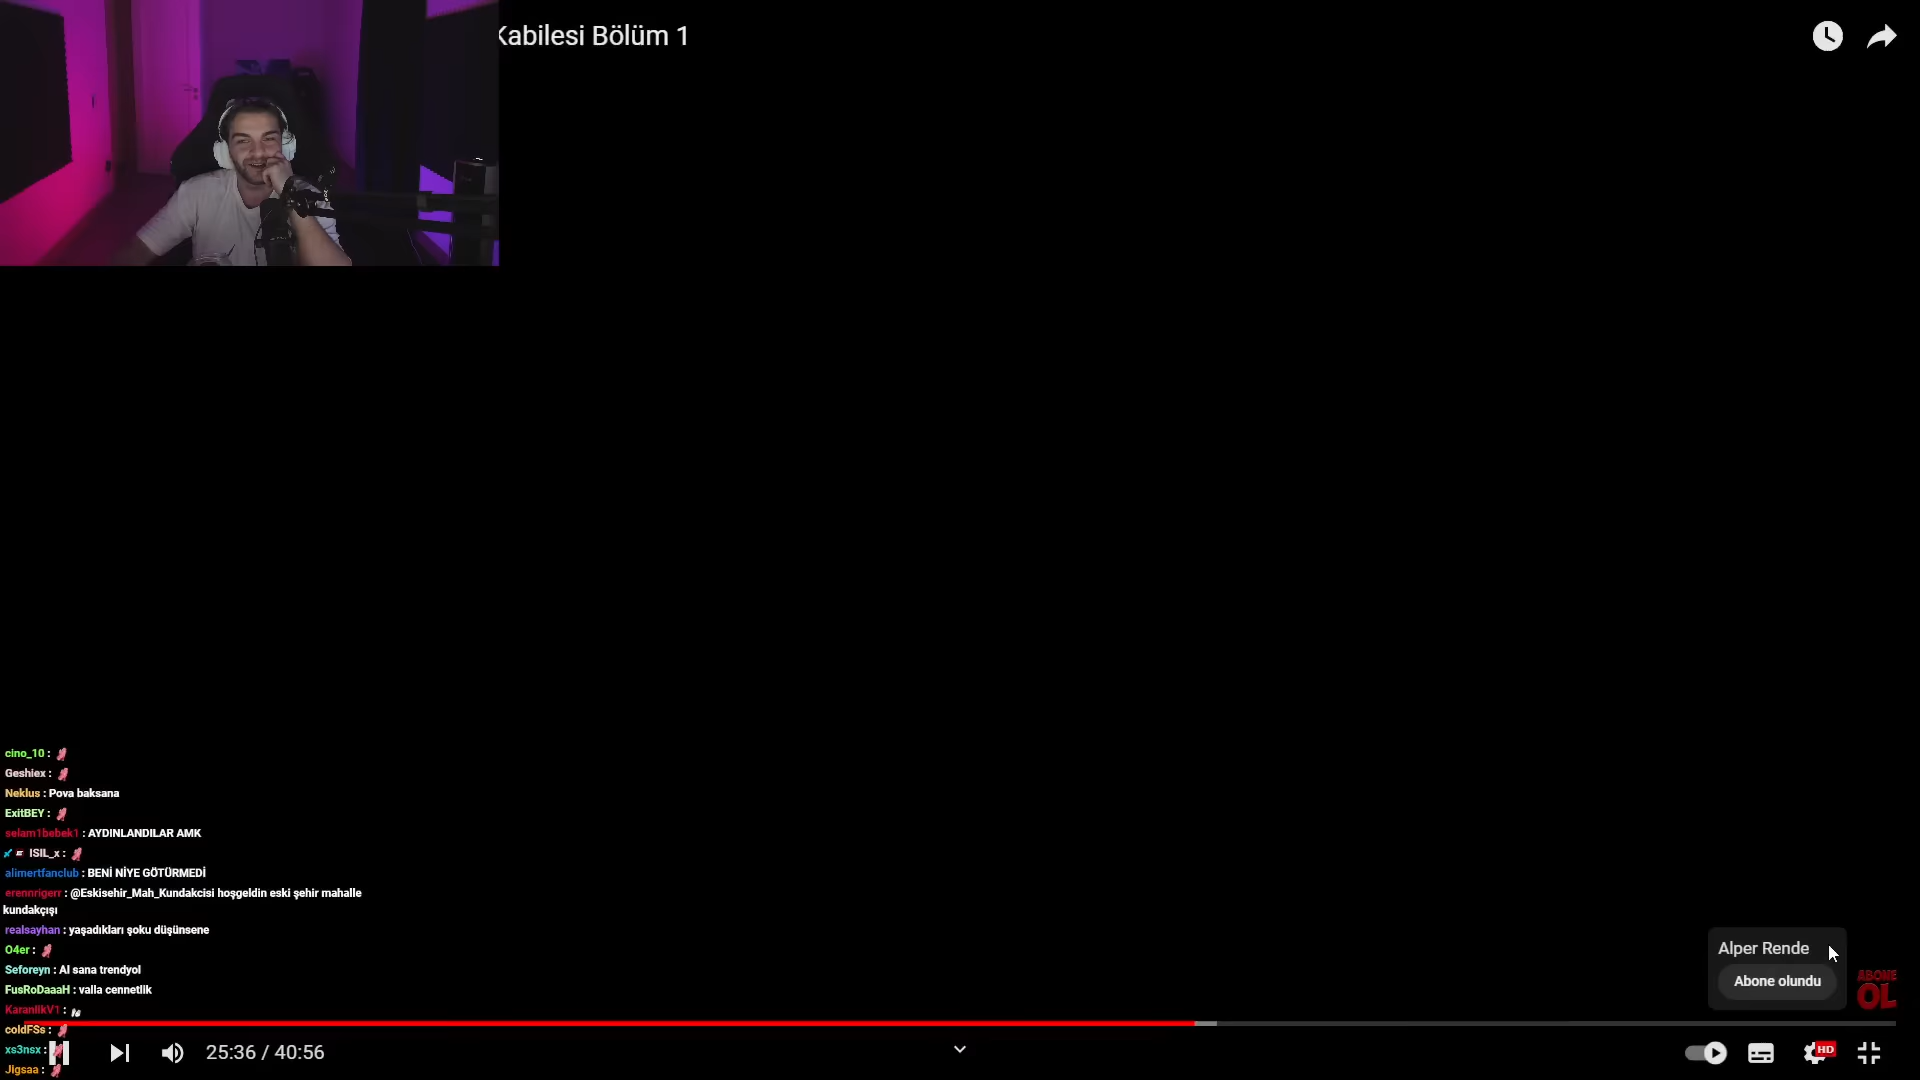 Kabilesi Bölüm 1
cino_10 :
Geshiex :
Neklus : Pova baksana
ExitBEY :
selam1bebek1 : AYDINLANDILAR AMK
ISIL_x :
alimertfanclub : BENİ NİYE GÖTÜRMEDİ
erennrigerr : @Eskisehir_Mah_Kundakcisi hoşgeldin eski şehir mahalle
kundakçışı
realsayhan : yaşadıkları şoku düşünsene
O4er :
Seforeyn : Al sana trendyol
FusRoDaaaH : valla cennetlik
KaranlikV1 :
coldFSs :
xs3nsx :
Jigsaa :
Alper Rende
Abone olundu
ABONE
OL
25:36 / 40:56
HD